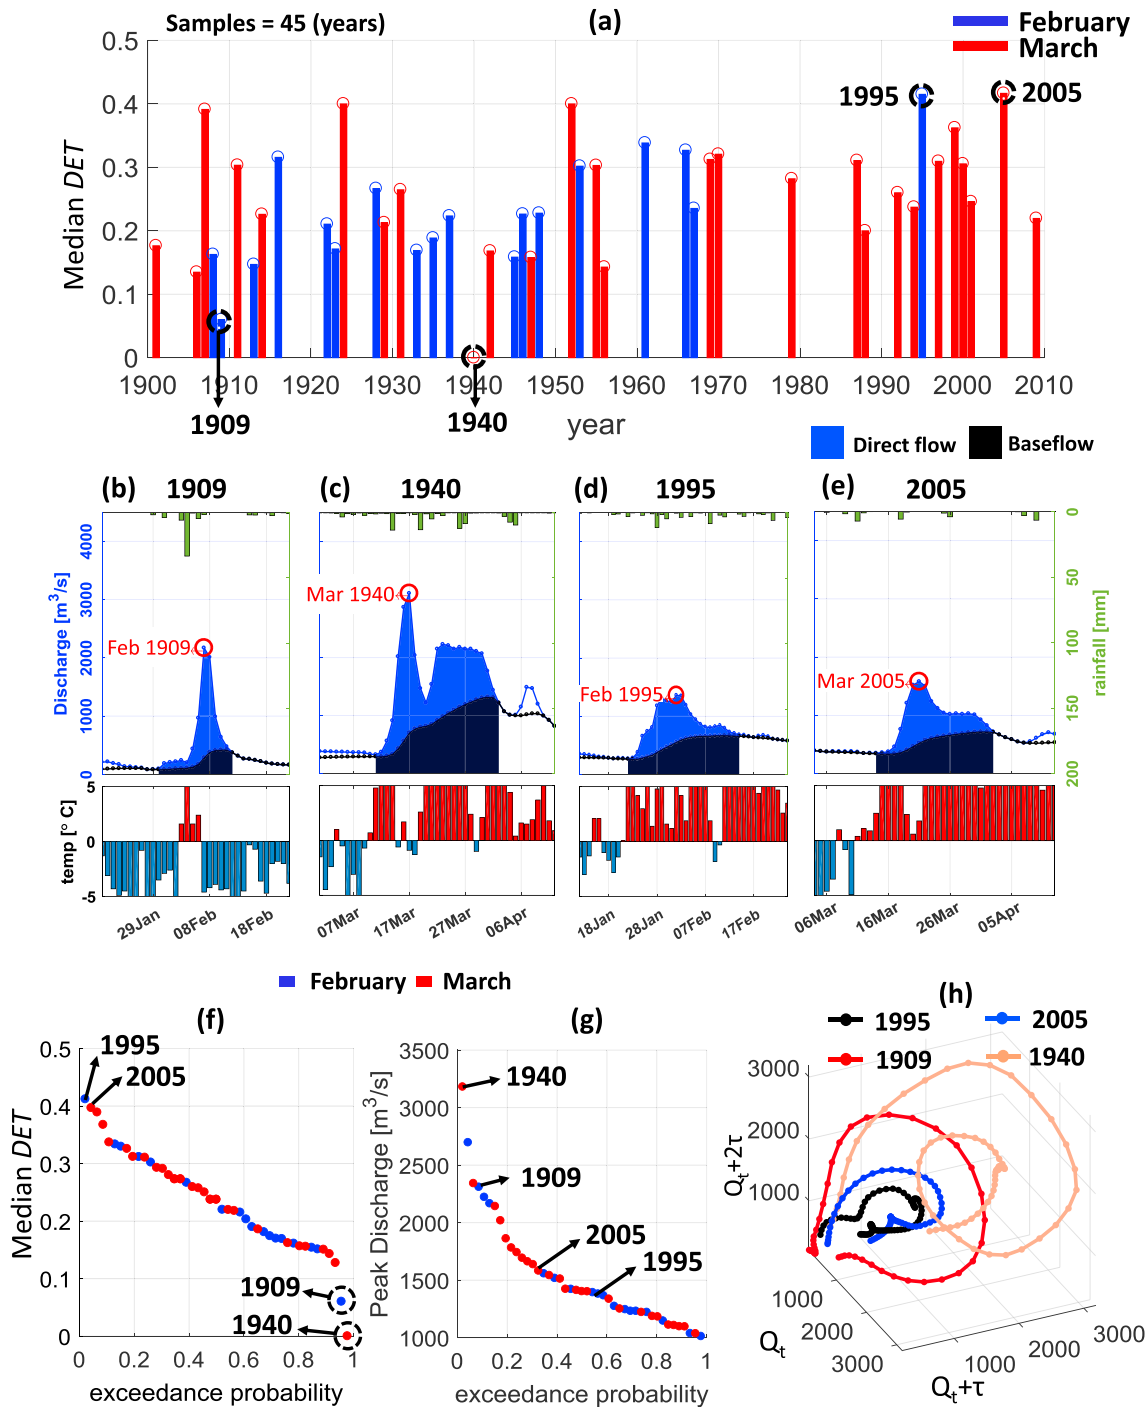 Samples = 45 (years)
(a)
February
March
0.5
0.4
0.3
0.2
0.1
0
Median DET
1995
2005
1900
1910
1920
1930
1940
1950
1960
1970
1980
1990
2000
2010
1909
1940
year
Direct flow
Baseflow
(b)
1909
(c)
1940
(d)
1995
(e)
2005
4000
3000
2000
1000
0
Discharge [m³/s]
Feb 1909
Mar 1940
Feb 1995
Mar 2005
0
50
100
150
200
rainfall [mm]
5
0
-5
temp [° C]
29Jan
08Feb
18Feb
07Mar
17Mar
27Mar
06Apr
18Jan
28Jan
07Feb
17Feb
06Mar
16Mar
26Mar
05Apr
February
March
(f)
0.5
0.4
0.3
0.2
0.1
0
Median DET
1995
2005
1909
1940
0
0.2
0.4
0.6
0.8
1
exceedance probability
(g)
3500
3000
2500
2000
1500
1000
Peak Discharge [m³/s]
1940
1909
2005
1995
0
0.2
0.4
0.6
0.8
1
exceedance probability
(h)
1995
2005
1909
1940
3000
2000
1000
Qt+2τ
1000
2000
3000
Qt
1000
2000
3000
Qt+τ